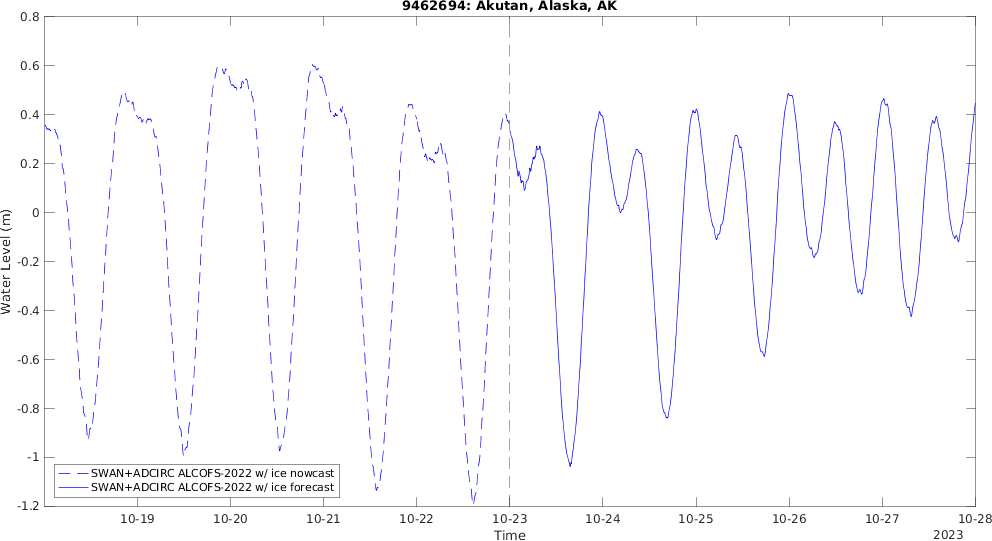 9462694: Akutan, Alaska, AK
0.8
0.6
0.4
0.2
0
-0.2
-0.4
-0.6
-0.8
-1
-1.2
Water Level (m)
SWAN+ADCIRC ALCOFS-2022 w/ ice nowcast
SWAN+ADCIRC ALCOFS-2022 w/ ice forecast
10-19 10-20 10-21 10-22 10-23 10-24 10-25 10-26 10-27 10-28
Time
2023